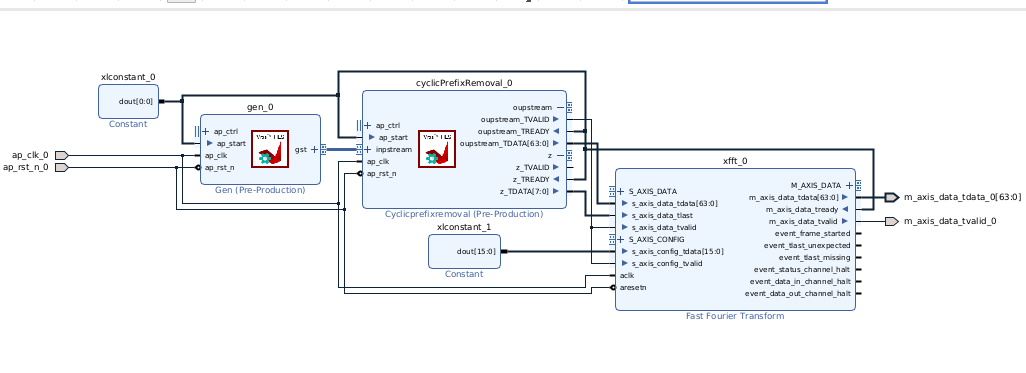 xlconstant_0
dout[0:0]
Constant
gen_0
ap_ctrl
ap_start
ap_clk
ap_rst_n
gst
Gen (Pre-Production)
ap_clk_0
ap_rst_n_0
cyclicPrefixRemoval_0
ap_ctrl
ap_start
inpstream
ap_clk
ap_rst_n
oupstream
oupstream_TVALID
oupstream_TREADY
oupstream_TDATA[63:0]
z
z_TVALID
z_TREADY
z_TDATA[7:0]
Cyclicprefixremoval (Pre-Production)
xlconstant_1
dout[15:0]
Constant
xfft_0
S_AXIS_DATA
s_axis_data_tdata[63:0]
s_axis_data_tlast
s_axis_data_tvalid
S_AXIS_CONFIG
s_axis_config_tdata[15:0]
s_axis_config_tvalid
aclk
aresetn
M_AXIS_DATA
m_axis_data_tdata[63:0]
m_axis_data_tready
m_axis_data_tvalid
event_frame_started
event_tlast_unexpected
event_tlast_missing
event_status_channel_halt
event_data_in_channel_halt
event_data_out_channel_halt
Fast Fourier Transform
m_axis_data_tdata_0[63:0]
m_axis_data_tvalid_0